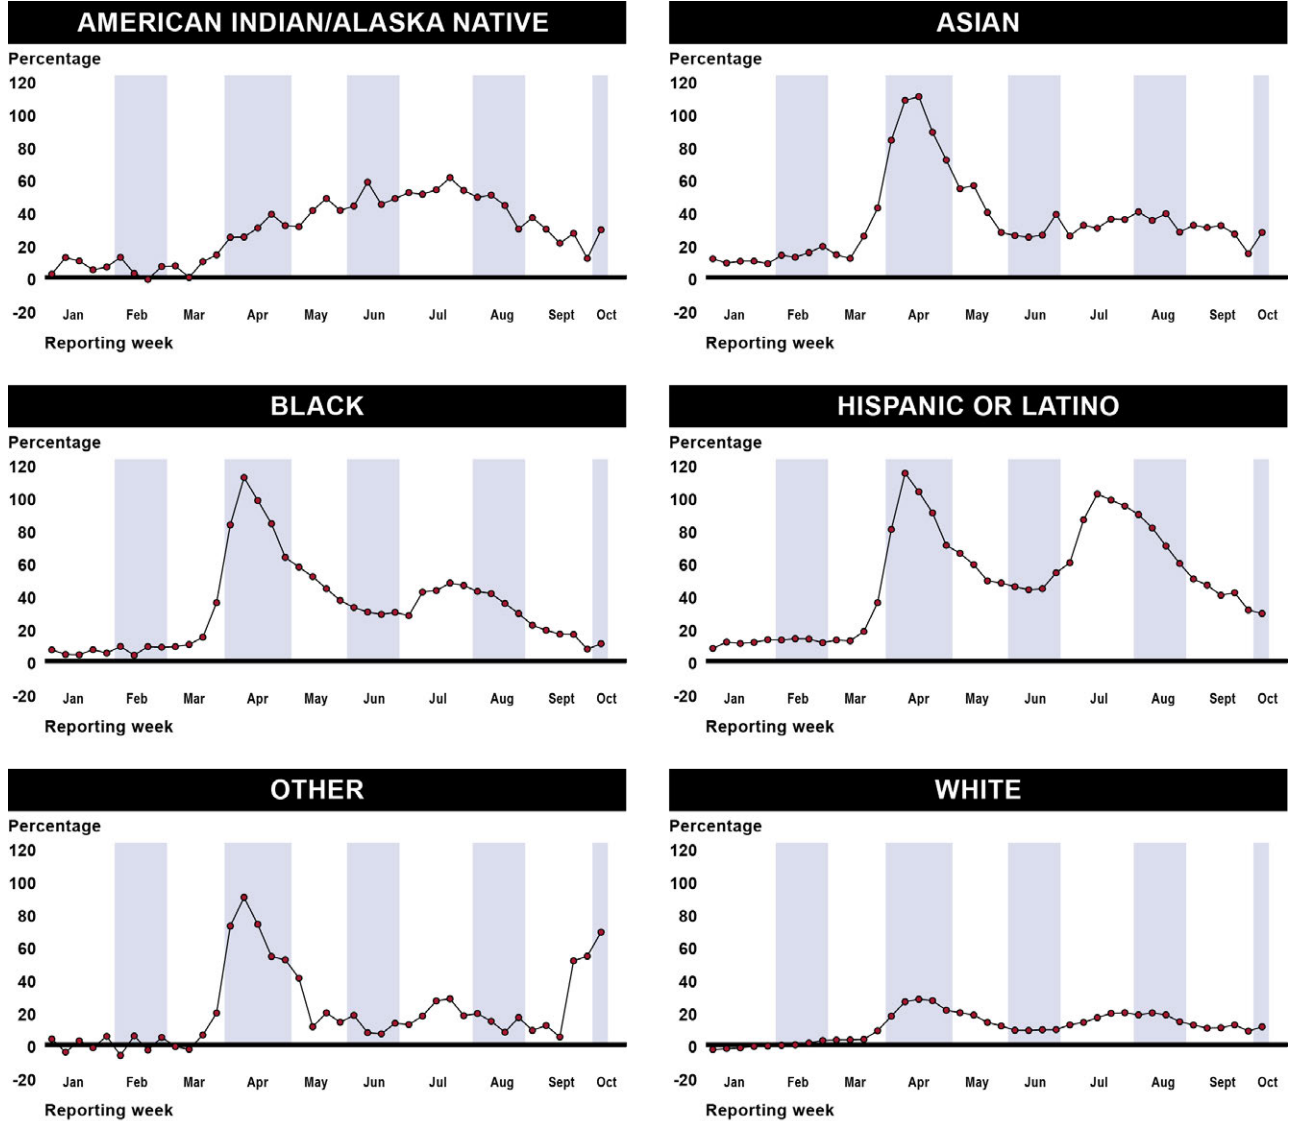 AMERICAN INDIAN/ALASKA NATIVE
Percentage
120
100
80
60
40
20
0
-20
Jan Feb Mar Apr May Jun Jul Aug Sept Oct
Reporting week
ASIAN
Percentage
120
100
80
60
40
20
0
-20
Jan Feb Mar Apr May Jun Jul Aug Sept Oct
Reporting week
BLACK
Percentage
120
100
80
60
40
20
0
-20
Jan Feb Mar Apr May Jun Jul Aug Sept Oct
Reporting week
HISPANIC OR LATINO
Percentage
120
100
80
60
40
20
0
-20
Jan Feb Mar Apr May Jun Jul Aug Sept Oct
Reporting week
OTHER
Percentage
120
100
80
60
40
20
0
-20
Jan Feb Mar Apr May Jun Jul Aug Sept Oct
Reporting week
WHITE
Percentage
120
100
80
60
40
20
0
-20
Jan Feb Mar Apr May Jun Jul Aug Sept Oct
Reporting week